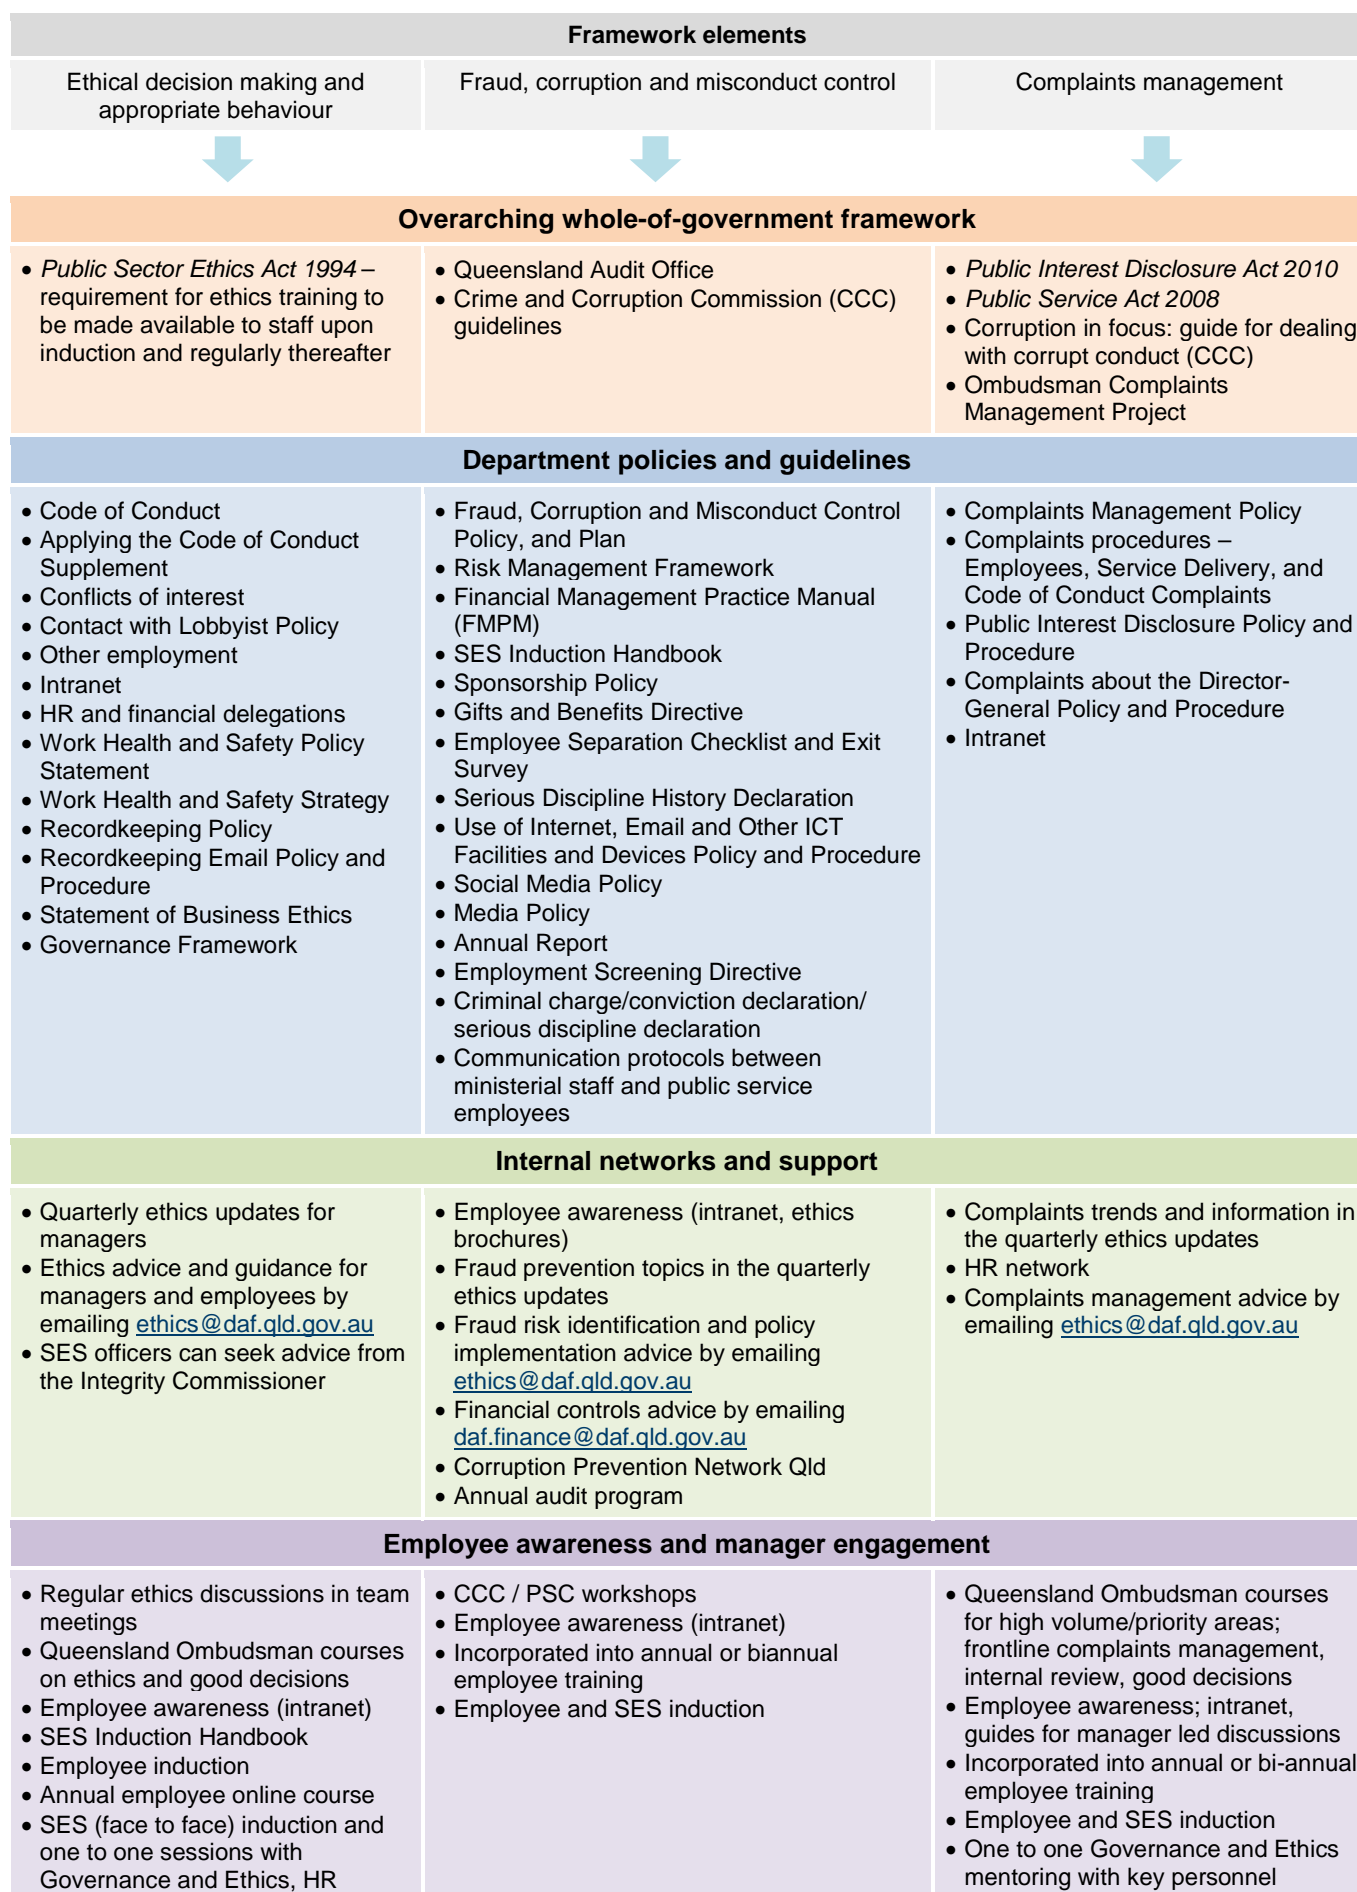 Framework elements
Ethical decision making and
appropriate behaviour
Fraud, corruption and misconduct control
Complaints management
Overarching whole-of-government framework
• Public Sector Ethics Act 1994 –
requirement for ethics training to
be made available to staff upon
induction and regularly thereafter
• Queensland Audit Office
• Crime and Corruption Commission (CCC)
guidelines
• Public Interest Disclosure Act 2010
• Public Service Act 2008
• Corruption in focus: guide for dealing
with corrupt conduct (CCC)
• Ombudsman Complaints
Management Project
Department policies and guidelines
• Code of Conduct
• Applying the Code of Conduct
Supplement
• Conflicts of interest
• Contact with Lobbyist Policy
• Other employment
• Intranet
• HR and financial delegations
• Work Health and Safety Policy
Statement
• Work Health and Safety Strategy
• Recordkeeping Policy
• Recordkeeping Email Policy and
Procedure
• Statement of Business Ethics
• Governance Framework
• Fraud, Corruption and Misconduct Control
Policy, and Plan
• Risk Management Framework
• Financial Management Practice Manual
(FMPM)
• SES Induction Handbook
• Sponsorship Policy
• Gifts and Benefits Directive
• Employee Separation Checklist and Exit
Survey
• Serious Discipline History Declaration
• Use of Internet, Email and Other ICT
Facilities and Devices Policy and Procedure
• Social Media Policy
• Media Policy
• Annual Report
• Employment Screening Directive
• Criminal charge/conviction declaration/
serious discipline declaration
• Communication protocols between
ministerial staff and public service
employees
• Complaints Management Policy
• Complaints procedures –
Employees, Service Delivery, and
Code of Conduct Complaints
• Public Interest Disclosure Policy and
Procedure
• Complaints about the Director-
General Policy and Procedure
• Intranet
Internal networks and support
• Quarterly ethics updates for
managers
• Ethics advice and guidance for
managers and employees by
emailing ethics@daf.qld.gov.au
• SES officers can seek advice from
the Integrity Commissioner
• Employee awareness (intranet, ethics
brochures)
• Fraud prevention topics in the quarterly
ethics updates
• Fraud risk identification and policy
implementation advice by emailing
ethics@daf.qld.gov.au
• Financial controls advice by emailing
daf.finance@daf.qld.gov.au
• Corruption Prevention Network Qld
• Annual audit program
• Complaints trends and information in
the quarterly ethics updates
• HR network
• Complaints management advice by
emailing ethics@daf.qld.gov.au
Employee awareness and manager engagement
• Regular ethics discussions in team
meetings
• Queensland Ombudsman courses
on ethics and good decisions
• Employee awareness (intranet)
• SES Induction Handbook
• Employee induction
• Annual employee online course
• SES (face to face) induction and
one to one sessions with
Governance and Ethics, HR
• CCC / PSC workshops
• Employee awareness (intranet)
• Incorporated into annual or biannual
employee training
• Employee and SES induction
• Queensland Ombudsman courses
for high volume/priority areas;
frontline complaints management,
internal review, good decisions
• Employee awareness; intranet,
guides for manager led discussions
• Incorporated into annual or bi-annual
employee training
• Employee and SES induction
• One to one Governance and Ethics
mentoring with key personnel